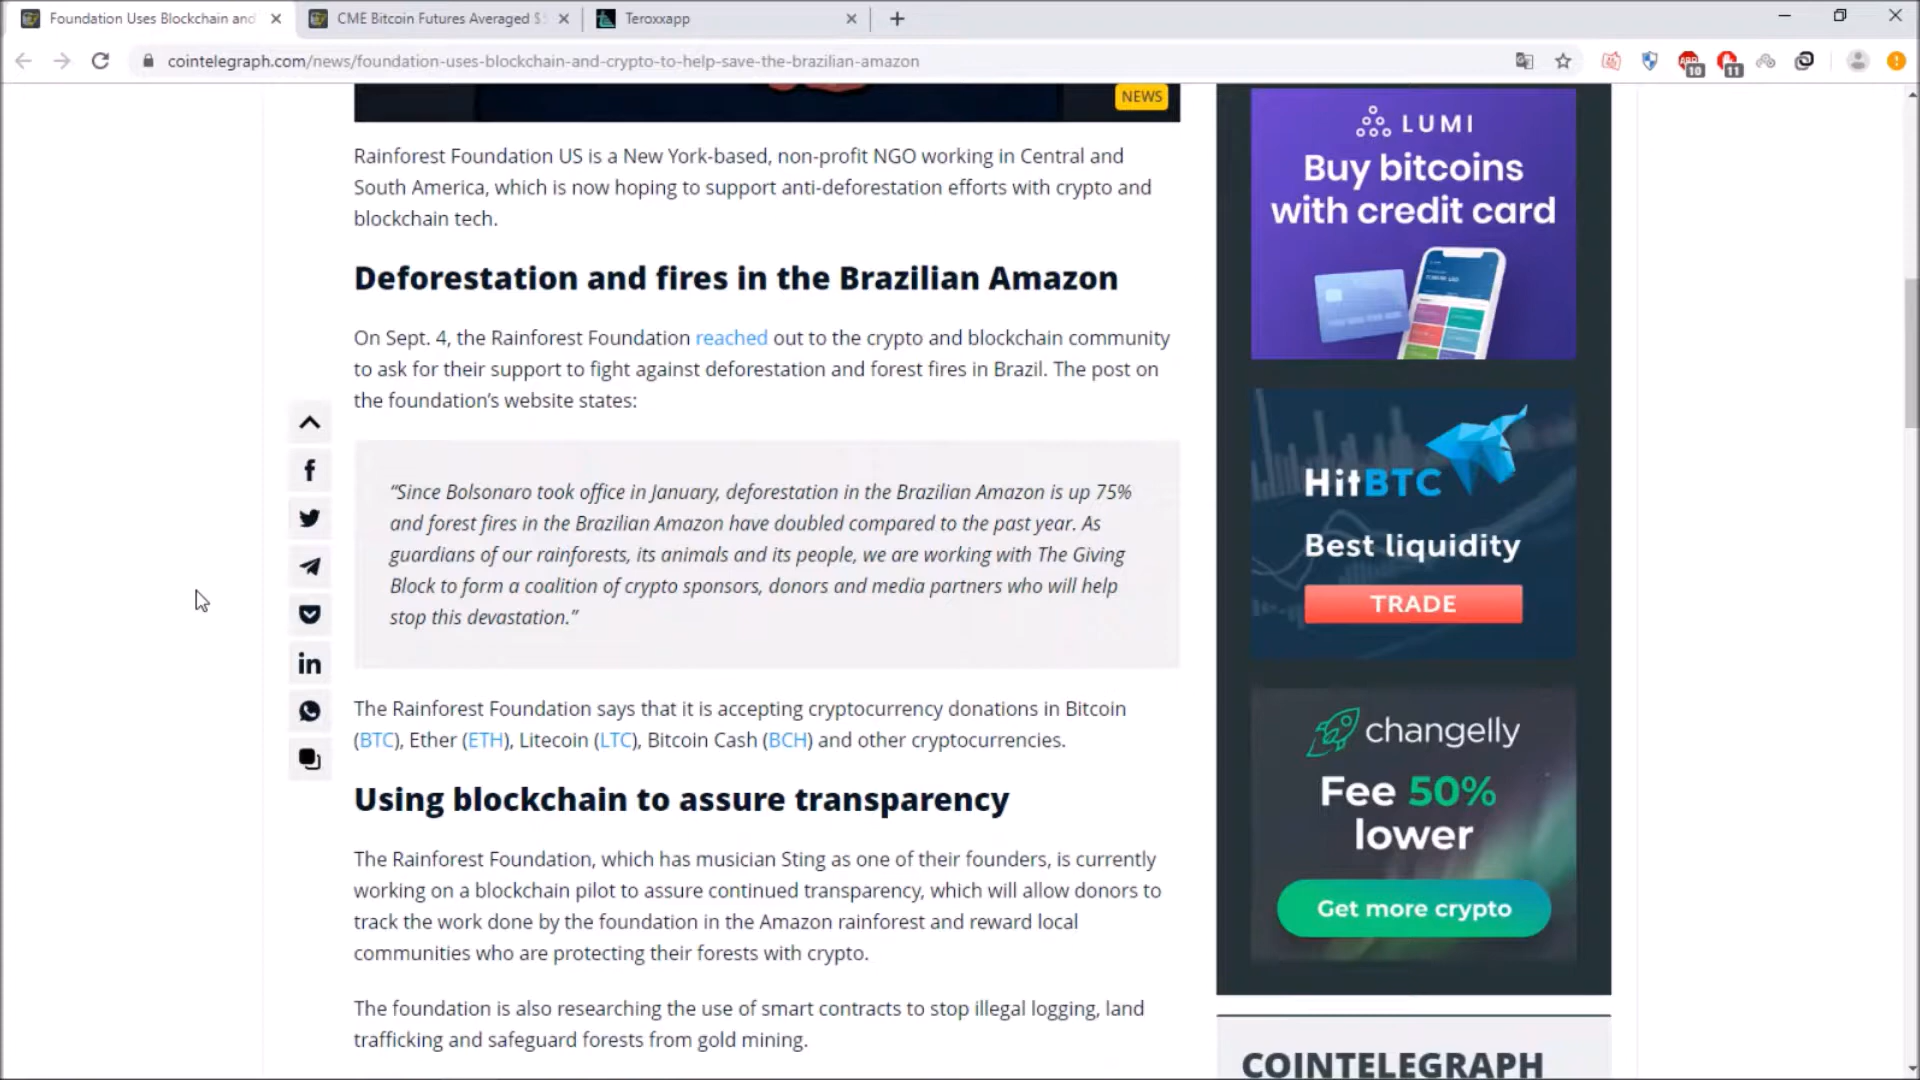 Foundation Uses Blockchain and
CME Bitcoin Futures Averaged $
Teroxxapp
cointelegraph.com/news/foundation-uses-blockchain-and-crypto-to-help-save-the-brazilian-amazon
10
11
NEWS
Rainforest Foundation US is a New York-based, non-profit NGO working in Central and
South America, which is now hoping to support anti-deforestation efforts with crypto and
blockchain tech.
Deforestation and fires in the Brazilian Amazon
On Sept. 4, the Rainforest Foundation reached out to the crypto and blockchain community
to ask for their support to fight against deforestation and forest fires in Brazil. The post on
the foundation’s website states:
“Since Bolsonaro took office in January, deforestation in the Brazilian Amazon is up 75%
and forest fires in the Brazilian Amazon have doubled compared to the past year. As
guardians of our rainforests, its animals and its people, we are working with The Giving
Block to form a coalition of crypto sponsors, donors and media partners who will help
stop this devastation.”
The Rainforest Foundation says that it is accepting cryptocurrency donations in Bitcoin
(BTC), Ether (ETH), Litecoin (LTC), Bitcoin Cash (BCH) and other cryptocurrencies.
Using blockchain to assure transparency
The Rainforest Foundation, which has musician Sting as one of their founders, is currently
working on a blockchain pilot to assure continued transparency, which will allow donors to
track the work done by the foundation in the Amazon rainforest and reward local
communities who are protecting their forests with crypto.
The foundation is also researching the use of smart contracts to stop illegal logging, land
trafficking and safeguard forests from gold mining.
LUMI
Buy bitcoins
with credit card
HitBTC
Best liquidity
TRADE
changelly
Fee 50%
lower
Get more crypto
COINTELEGRAPH